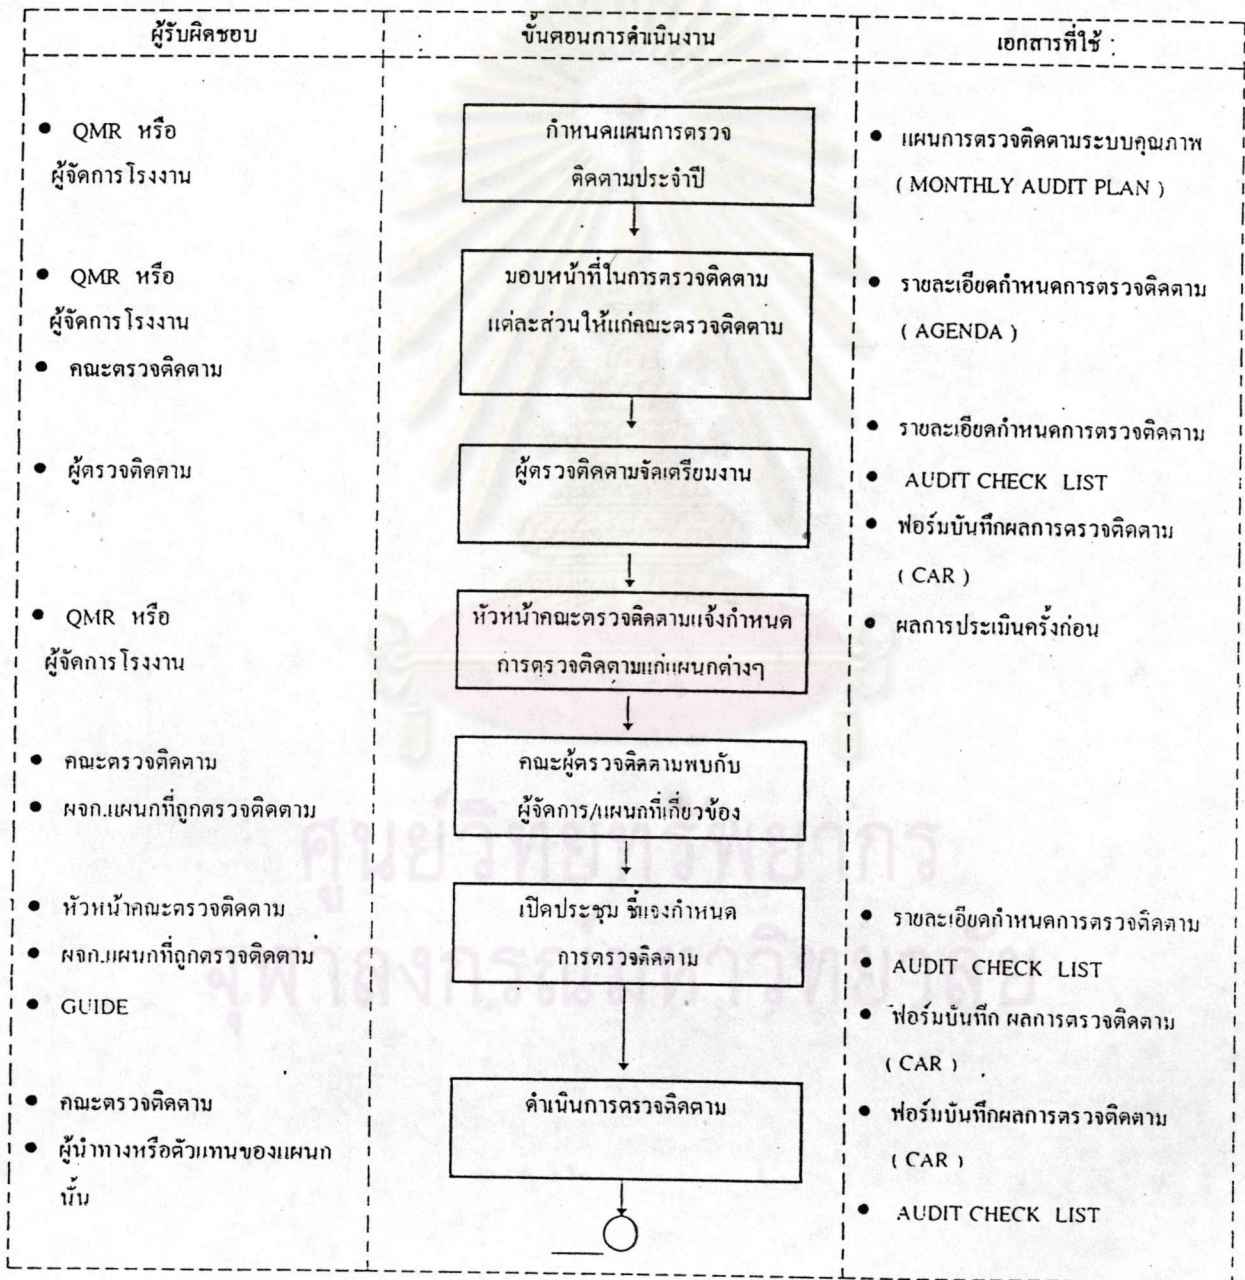 ผู้รับผิดชอบ
ขั้นตอนการดำเนินงาน
เอกสารที่ใช้
• QMR หรือ
ผู้จัดการโรงงาน
กำหนดแผนการตรวจ
ติดตามประจำปี
• แผนการตรวจติดตามระบบคุณภาพ
( MONTHLY AUDIT PLAN )
• QMR หรือ
ผู้จัดการโรงงาน
• คณะตรวจติดตาม
มอบหน้าที่ในการตรวจติดตาม
แต่ละส่วนให้แก่คณะตรวจติดตาม
• รายละเอียดกำหนดการตรวจติดตาม
( AGENDA )
• ผู้ตรวจติดตาม
ผู้ตรวจติดตามจัดเตรียมงาน
• รายละเอียดกำหนดการตรวจติดตาม
• AUDIT CHECK LIST
• ฟอร์มบันทึกผลการตรวจติดตาม
( CAR )
• QMR หรือ
ผู้จัดการโรงงาน
หัวหน้าคณะตรวจติดตามแจ้งกำหนด
การตรวจติดตามแก่แผนกต่างๆ
• ผลการประเมินครั้งก่อน
• คณะตรวจติดตาม
• ผจก.แผนกที่ถูกตรวจติดตาม
คณะผู้ตรวจติดตามพบกับ
ผู้จัดการ/แผนกที่เกี่ยวข้อง
• หัวหน้าคณะตรวจติดตาม
• ผจก.แผนกที่ถูกตรวจติดตาม
• GUIDE
เปิดประชุม ชี้แจงกำหนด
การตรวจติดตาม
• รายละเอียดกำหนดการตรวจติดตาม
• AUDIT CHECK LIST
• ฟอร์มบันทึก ผลการตรวจติดตาม
( CAR )
• คณะตรวจติดตาม
• ผู้นำทางหรือตัวแทนของแผนก
นั้น
ดำเนินการตรวจติดตาม
• ฟอร์มบันทึกผลการตรวจติดตาม
( CAR )
• AUDIT CHECK LIST
ศูนย์วิทยทรัพยากร
จุฬาลงกรณ์มหาวิทยาลัย